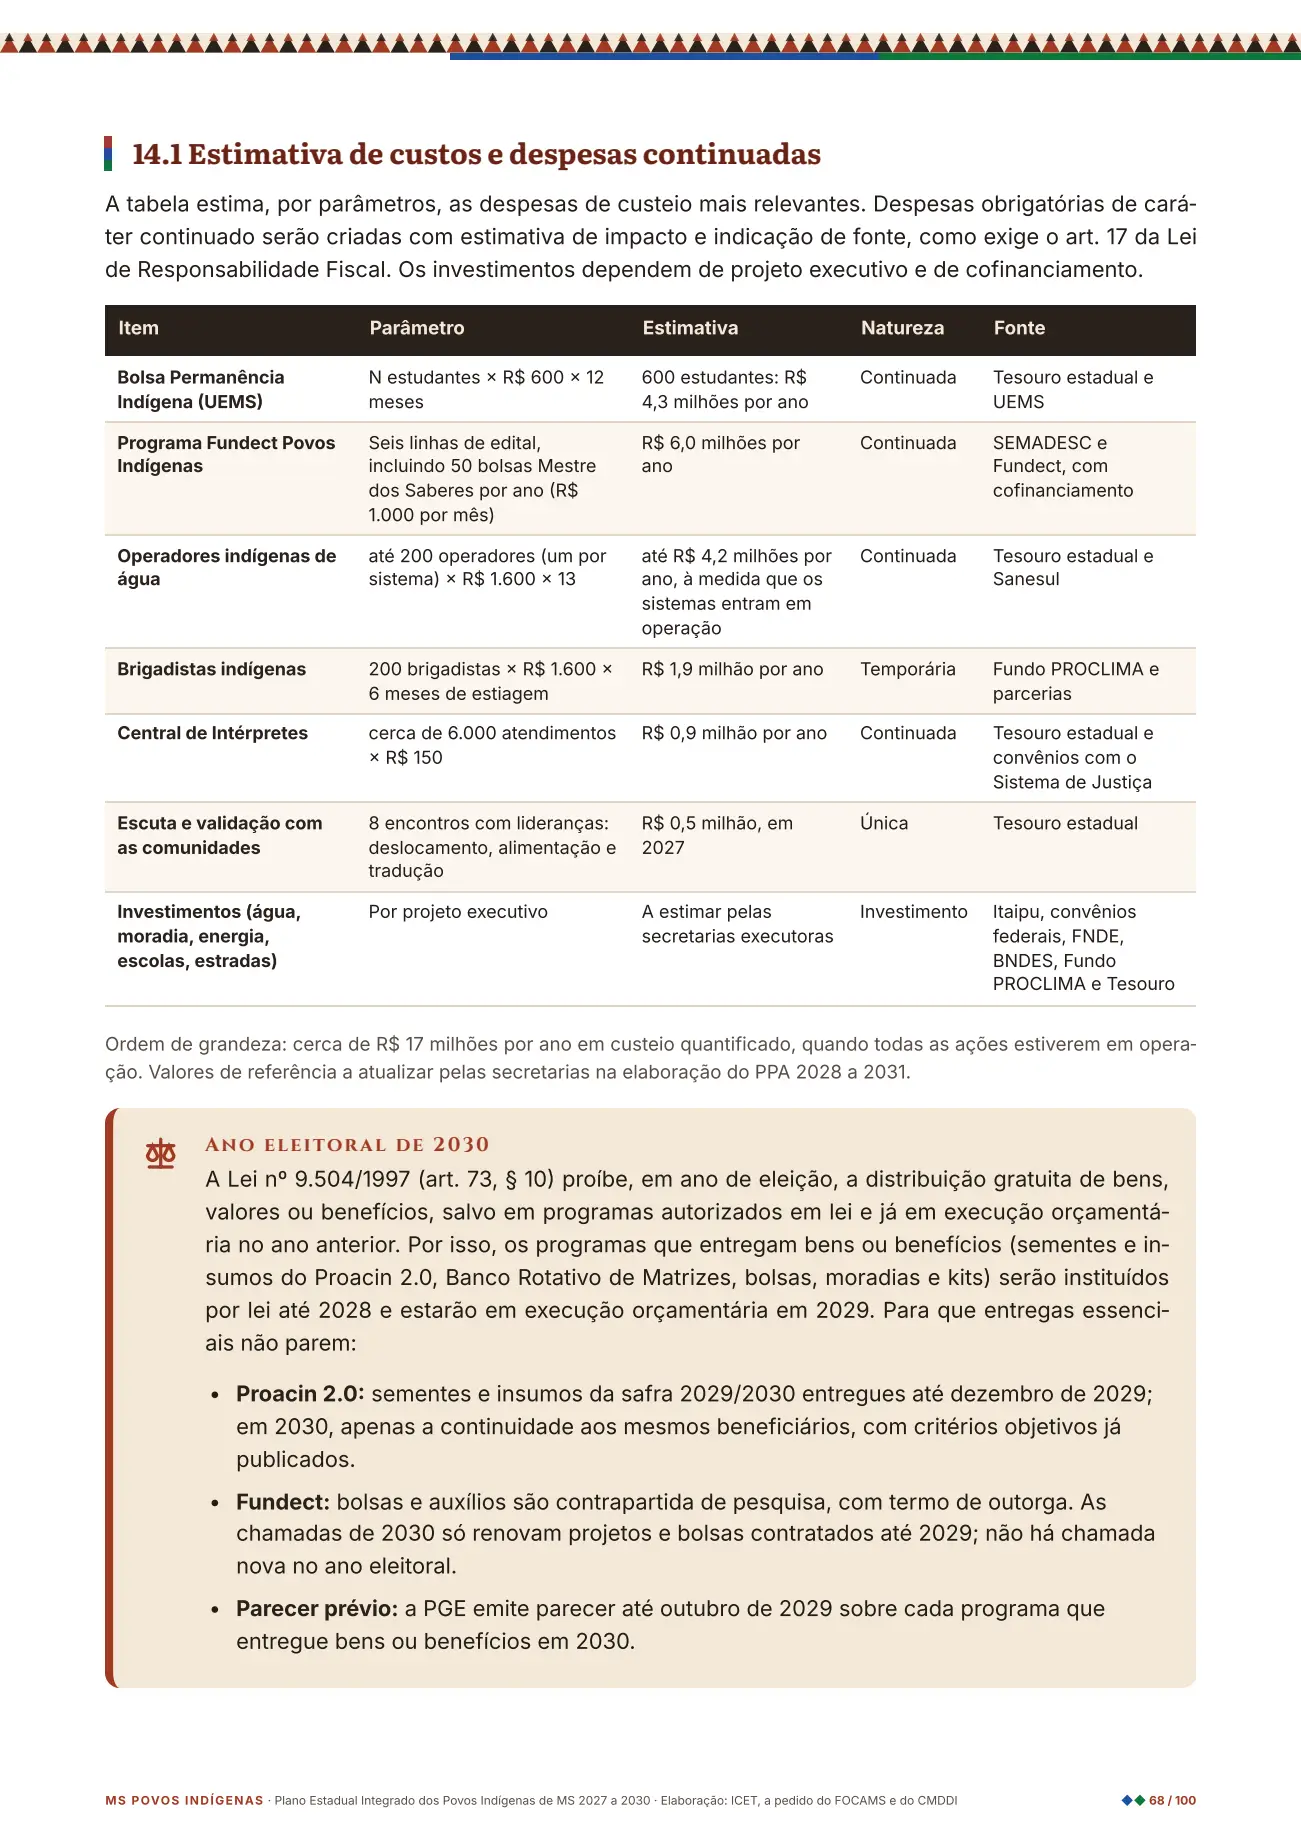 14.1 Estimativa de custos e despesas continuadas
A tabela estima, por parâmetros, as despesas de custeio mais relevantes. Despesas obrigatórias de cará-
ter continuado serão criadas com estimativa de impacto e indicação de fonte, como exige o art. 17 da Lei
de Responsabilidade Fiscal. Os investimentos dependem de projeto executivo e de cofinanciamento.
Item Parâmetro Estimativa Natureza Fonte
Bolsa Permanência
Indígena (UEMS)
N estudantes × R$ 600 × 12
meses
600 estudantes: R$
4,3 milhões por ano
Continuada
Tesouro estadual e
UEMS
Programa Fundect Povos
Indígenas
Seis linhas de edital,
incluindo 50 bolsas Mestre
dos Saberes por ano (R$
1.000 por mês)
R$ 6,0 milhões por
ano
Continuada
SEMADESC e
Fundect, com
cofinanciamento
Operadores indígenas de
água
até 200 operadores (um por
sistema) × R$ 1.600 × 13
até R$ 4,2 milhões por
ano, à medida que os
sistemas entram em
operação
Continuada
Tesouro estadual e
Sanesul
Brigadistas indígenas
200 brigadistas × R$ 1.600 ×
6 meses de estiagem
R$ 1,9 milhão por ano
Temporária
Fundo PROCLIMA e
parcerias
Central de Intérpretes
cerca de 6.000 atendimentos
× R$ 150
R$ 0,9 milhão por ano
Continuada
Tesouro estadual e
convênios com o
Sistema de Justiça
Escuta e validação com
as comunidades
8 encontros com lideranças:
deslocamento, alimentação e
tradução
R$ 0,5 milhão, em
2027
Única
Tesouro estadual
Investimentos (água,
moradia, energia,
escolas, estradas)
Por projeto executivo
A estimar pelas
secretarias executoras
Investimento
Itaipu, convênios
federais, FNDE,
BNDES, Fundo
PROCLIMA e Tesouro
Ordem de grandeza: cerca de R$ 17 milhões por ano em custeio quantificado, quando todas as ações estiverem em opera-
ção. Valores de referência a atualizar pelas secretarias na elaboração do PPA 2028 a 2031.
Ano eleitoral de 2030
A Lei nº 9.504/1997 (art. 73, § 10) proíbe, em ano de eleição, a distribuição gratuita de bens,
valores ou benefícios, salvo em programas autorizados em lei e já em execução orçamentá-
ria no ano anterior. Por isso, os programas que entregam bens ou benefícios (sementes e in-
sumos do Proacin 2.0, Banco Rotativo de Matrizes, bolsas, moradias e kits) serão instituídos
por lei até 2028 e estarão em execução orçamentária em 2029. Para que entregas essenci-
ais não parem:
• Proacin 2.0: sementes e insumos da safra 2029/2030 entregues até dezembro de 2029;
em 2030, apenas a continuidade aos mesmos beneficiários, com critérios objetivos já
publicados.
• Fundect: bolsas e auxílios são contrapartida de pesquisa, com termo de outorga. As
chamadas de 2030 só renovam projetos e bolsas contratados até 2029; não há chamada
nova no ano eleitoral.
• Parecer prévio: a PGE emite parecer até outubro de 2029 sobre cada programa que
entregue bens ou benefícios em 2030.
MS POVOS INDÍGENAS · Plano Estadual Integrado dos Povos Indígenas de MS 2027 a 2030 · Elaboração: ICET, a pedido do FOCAMS e do CMDDI
68 / 100